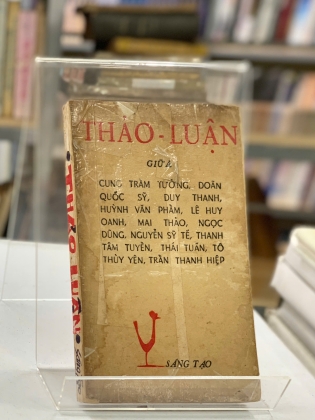 THẢO-LUẬN
GIỮA
CUNG TRẦM TƯỞNG, DOÃN
QUỐC SỸ, DUY THANH,
HUỲNH VĂN PHẨM, LÊ HUY
OANH, MAI THẢO, NGỌC
DŨNG, NGUYỄN SỸ TẾ, THANH
TÂM TUYỀN, THÁI TUẤN, TÔ
THÙY YÊN, TRẦN THANH HIỆP
SÁNG TẠO
THẢO LUẬN